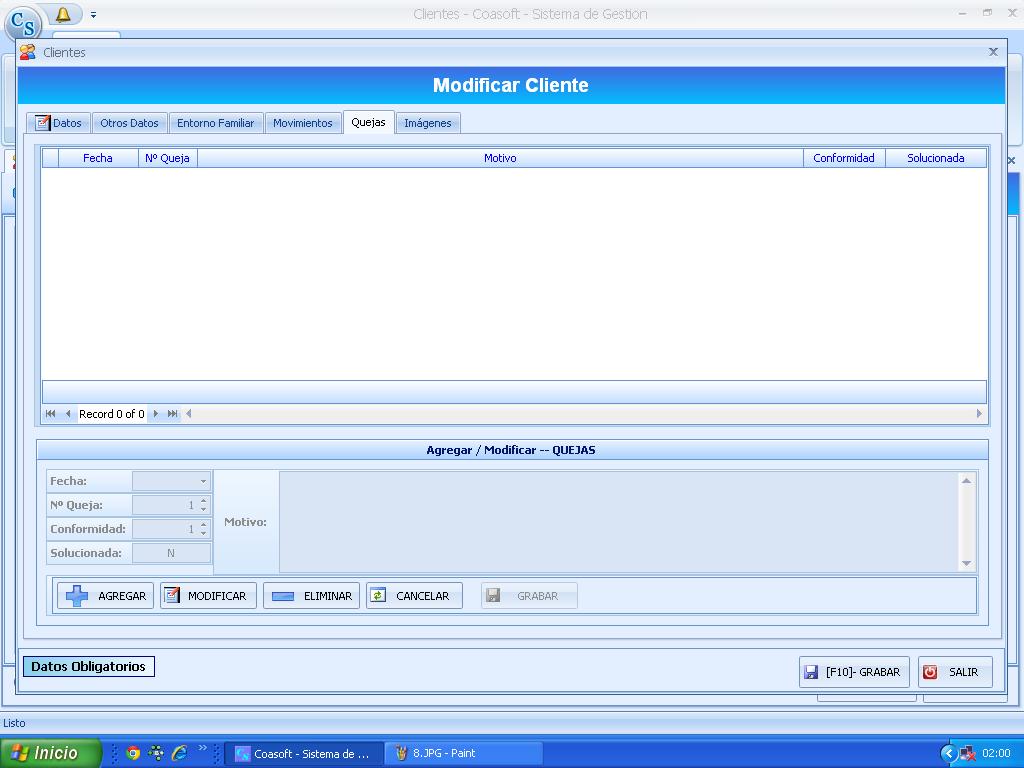 CS
Clientes - Coasoft - Sistema de Gestión
Clientes
Modificar Cliente
Datos Otros Datos Entorno Familiar Movimientos Quejas Imágenes
Fecha Nº Queja Motivo Conformidad Solucionada
Record 0 of 0
Agregar / Modificar -- QUEJAS
Fecha:
Nº Queja: 1
Motivo:
Conformidad: 1
Solucionada: N
AGREGAR MODIFICAR ELIMINAR CANCELAR GRABAR
Datos Obligatorios
[F10]- GRABAR SALIR
Listo
Inicio Coasoft - Sistema de ... 8.JPG - Paint 02:00